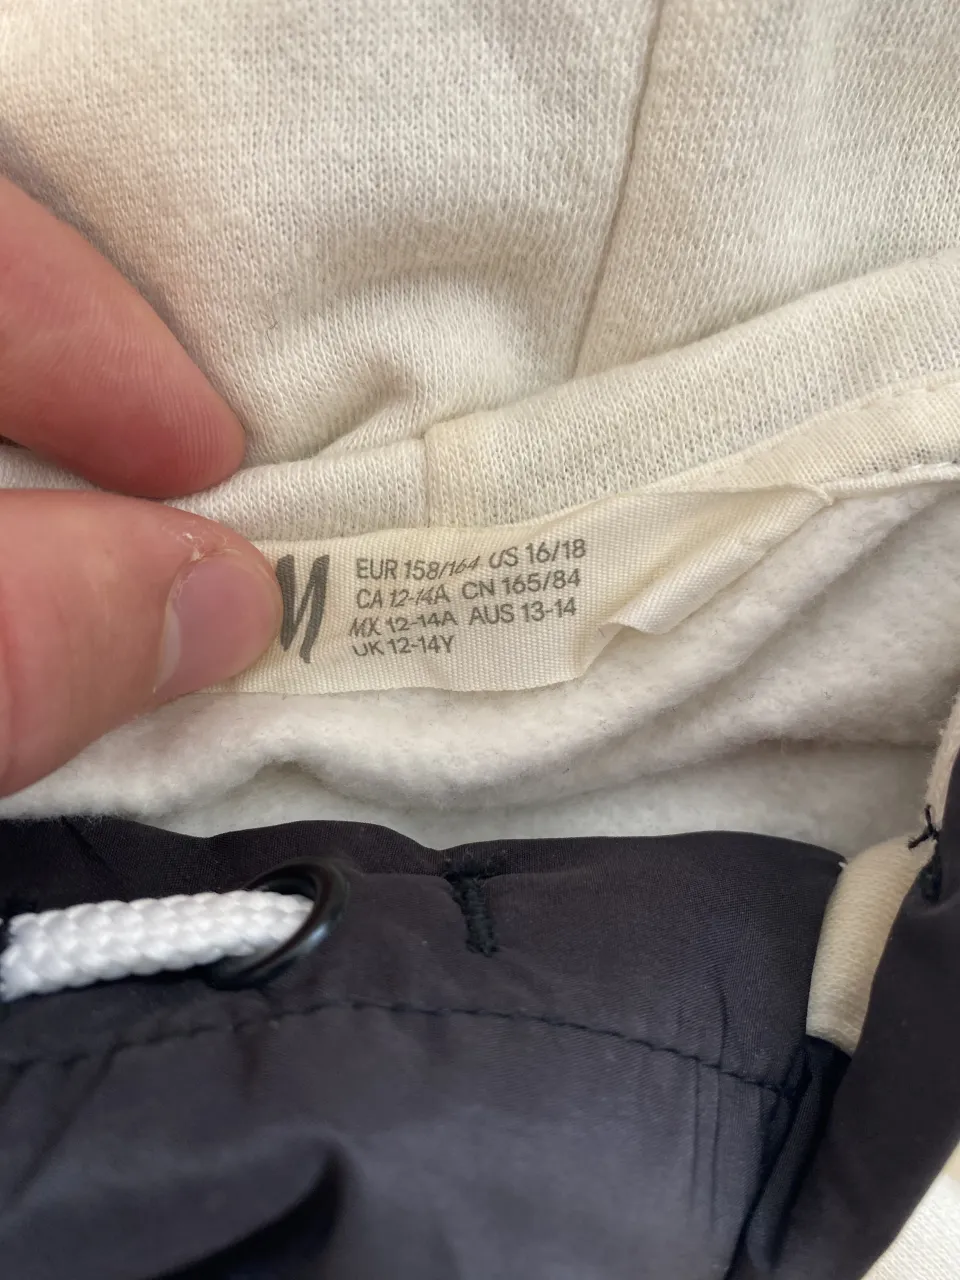 M
EUR 158/164 US 16/18
CA 12-14A CN 165/84
MX 12-14A AUS 13-14
UK 12-14Y